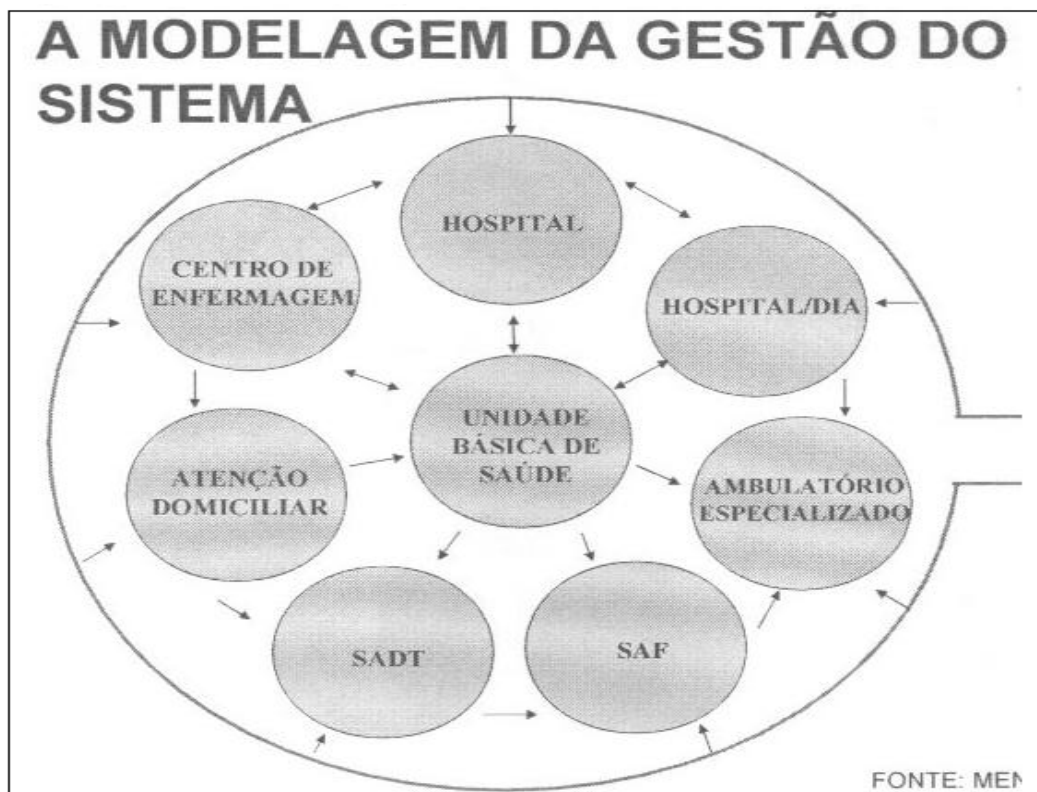 A MODELAGEM DA GESTÃO DO
SISTEMA
HOSPITAL
CENTRO DE
ENFERMAGEM
HOSPITAL/DIA
UNIDADE
BÁSICA DE
SAÚDE
ATENÇÃO
DOMICILIAR
AMBULATÓRIO
ESPECIALIZADO
SADT
SAF
FONTE: MEN